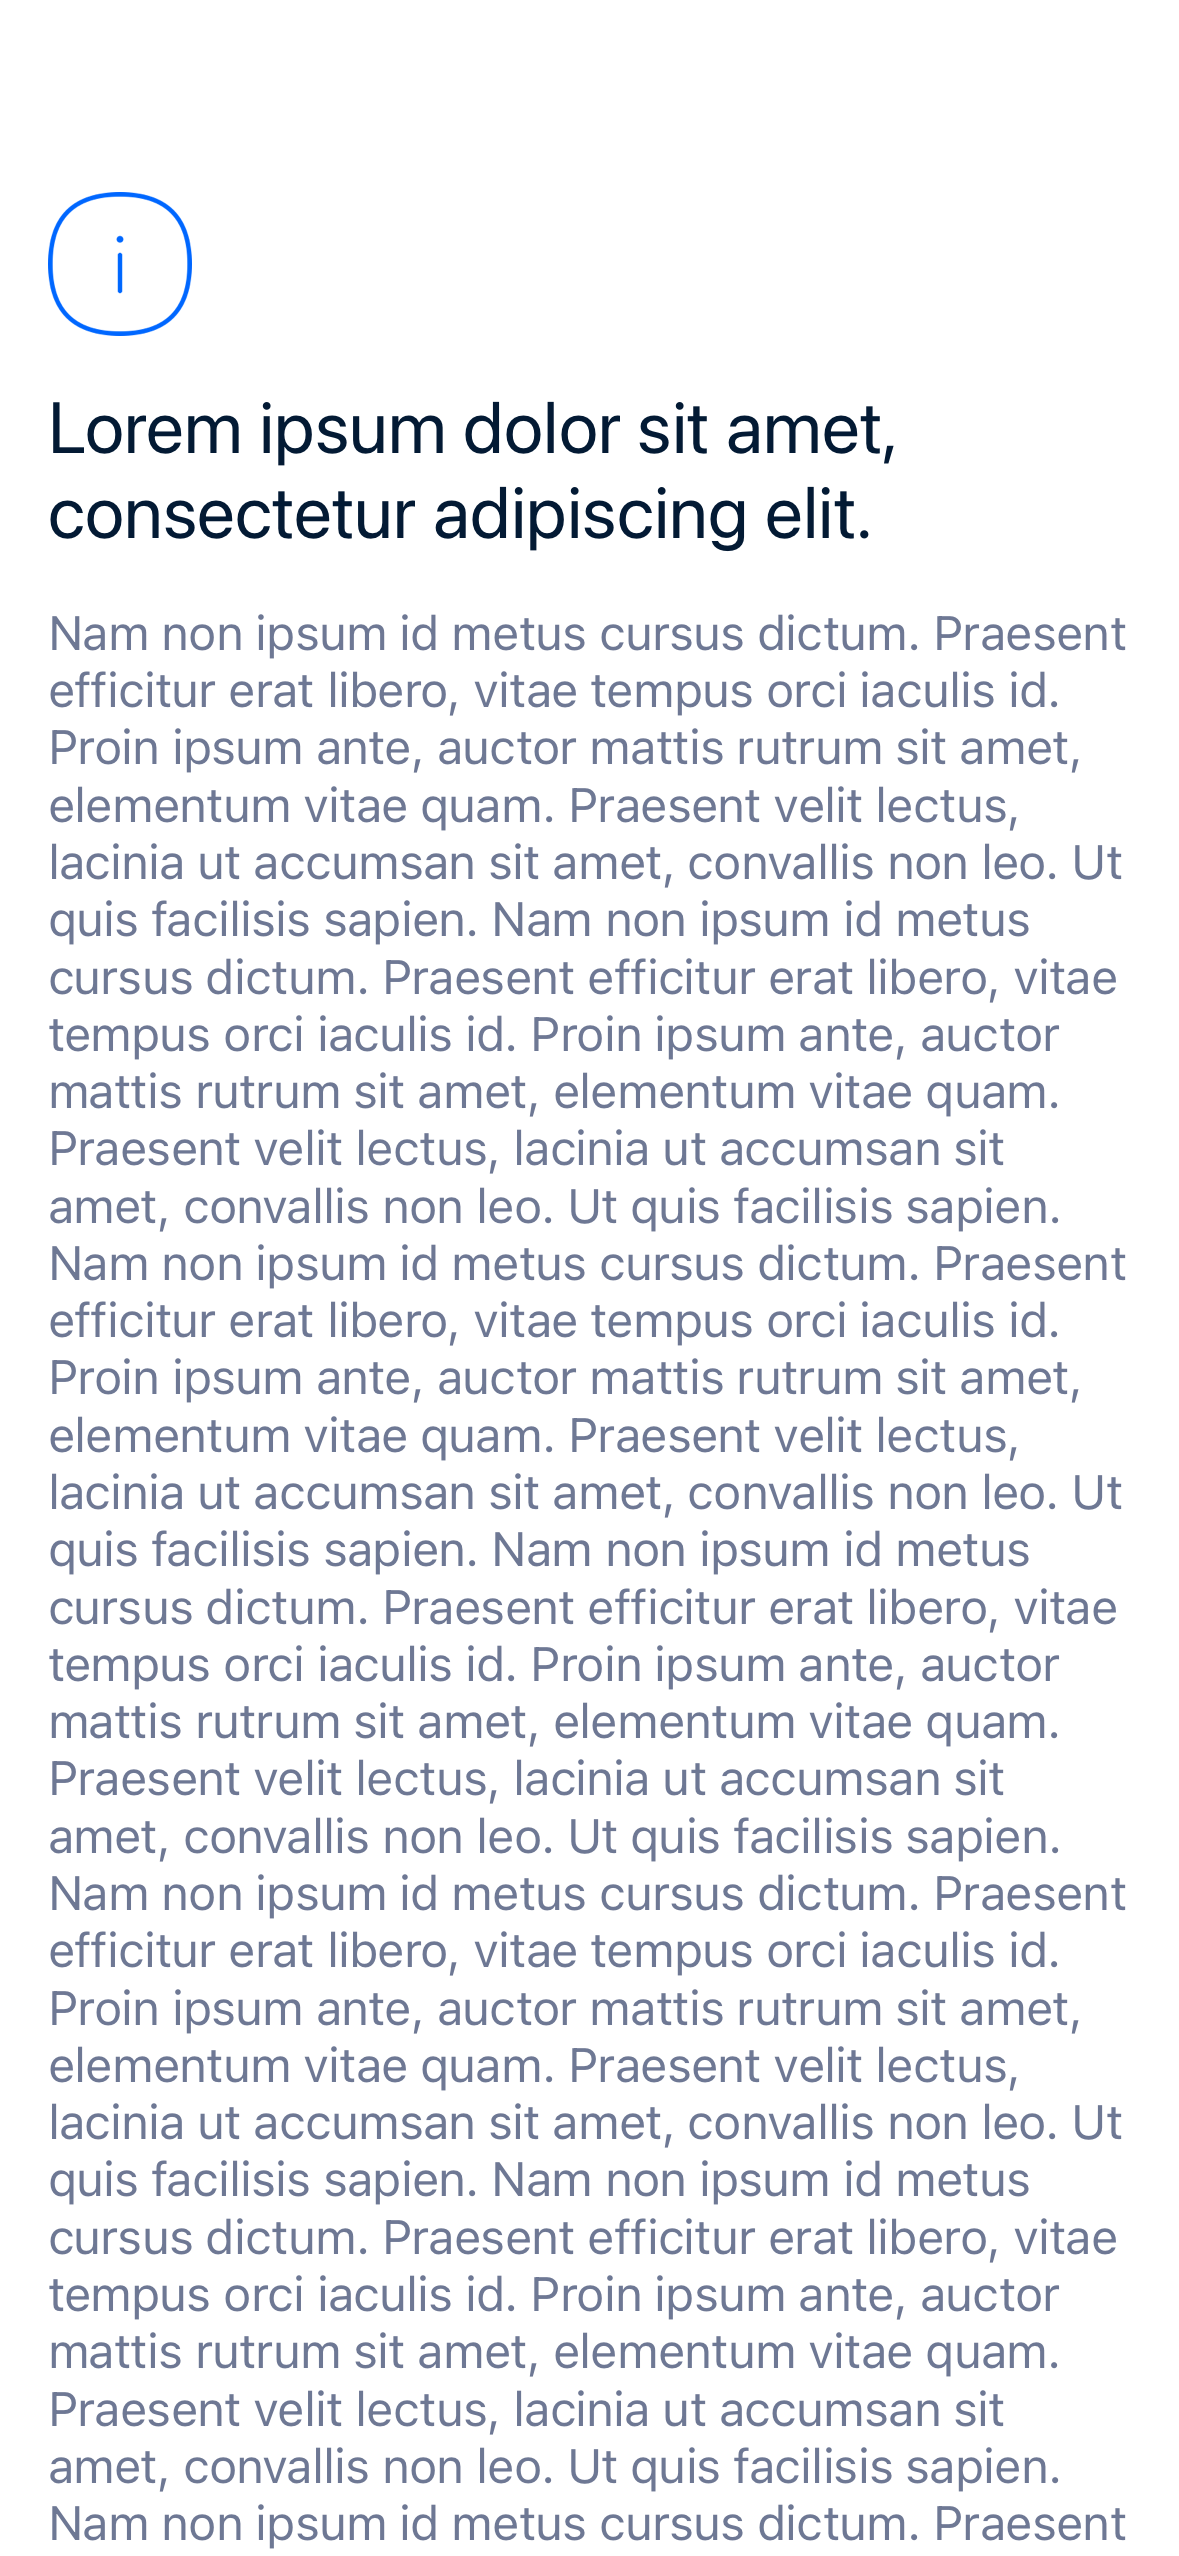 i
Lorem ipsum dolor sit amet,
consectetur adipiscing elit.
Nam non ipsum id metus cursus dictum. Praesent
efficitur erat libero, vitae tempus orci iaculis id.
Proin ipsum ante, auctor mattis rutrum sit amet,
elementum vitae quam. Praesent velit lectus,
lacinia ut accumsan sit amet, convallis non leo. Ut
quis facilisis sapien. Nam non ipsum id metus
cursus dictum. Praesent efficitur erat libero, vitae
tempus orci iaculis id. Proin ipsum ante, auctor
mattis rutrum sit amet, elementum vitae quam.
Praesent velit lectus, lacinia ut accumsan sit
amet, convallis non leo. Ut quis facilisis sapien.
Nam non ipsum id metus cursus dictum. Praesent
efficitur erat libero, vitae tempus orci iaculis id.
Proin ipsum ante, auctor mattis rutrum sit amet,
elementum vitae quam. Praesent velit lectus,
lacinia ut accumsan sit amet, convallis non leo. Ut
quis facilisis sapien. Nam non ipsum id metus
cursus dictum. Praesent efficitur erat libero, vitae
tempus orci iaculis id. Proin ipsum ante, auctor
mattis rutrum sit amet, elementum vitae quam.
Praesent velit lectus, lacinia ut accumsan sit
amet, convallis non leo. Ut quis facilisis sapien.
Nam non ipsum id metus cursus dictum. Praesent
efficitur erat libero, vitae tempus orci iaculis id.
Proin ipsum ante, auctor mattis rutrum sit amet,
elementum vitae quam. Praesent velit lectus,
lacinia ut accumsan sit amet, convallis non leo. Ut
quis facilisis sapien. Nam non ipsum id metus
cursus dictum. Praesent efficitur erat libero, vitae
tempus orci iaculis id. Proin ipsum ante, auctor
mattis rutrum sit amet, elementum vitae quam.
Praesent velit lectus, lacinia ut accumsan sit
amet, convallis non leo. Ut quis facilisis sapien.
Nam non ipsum id metus cursus dictum. Praesent